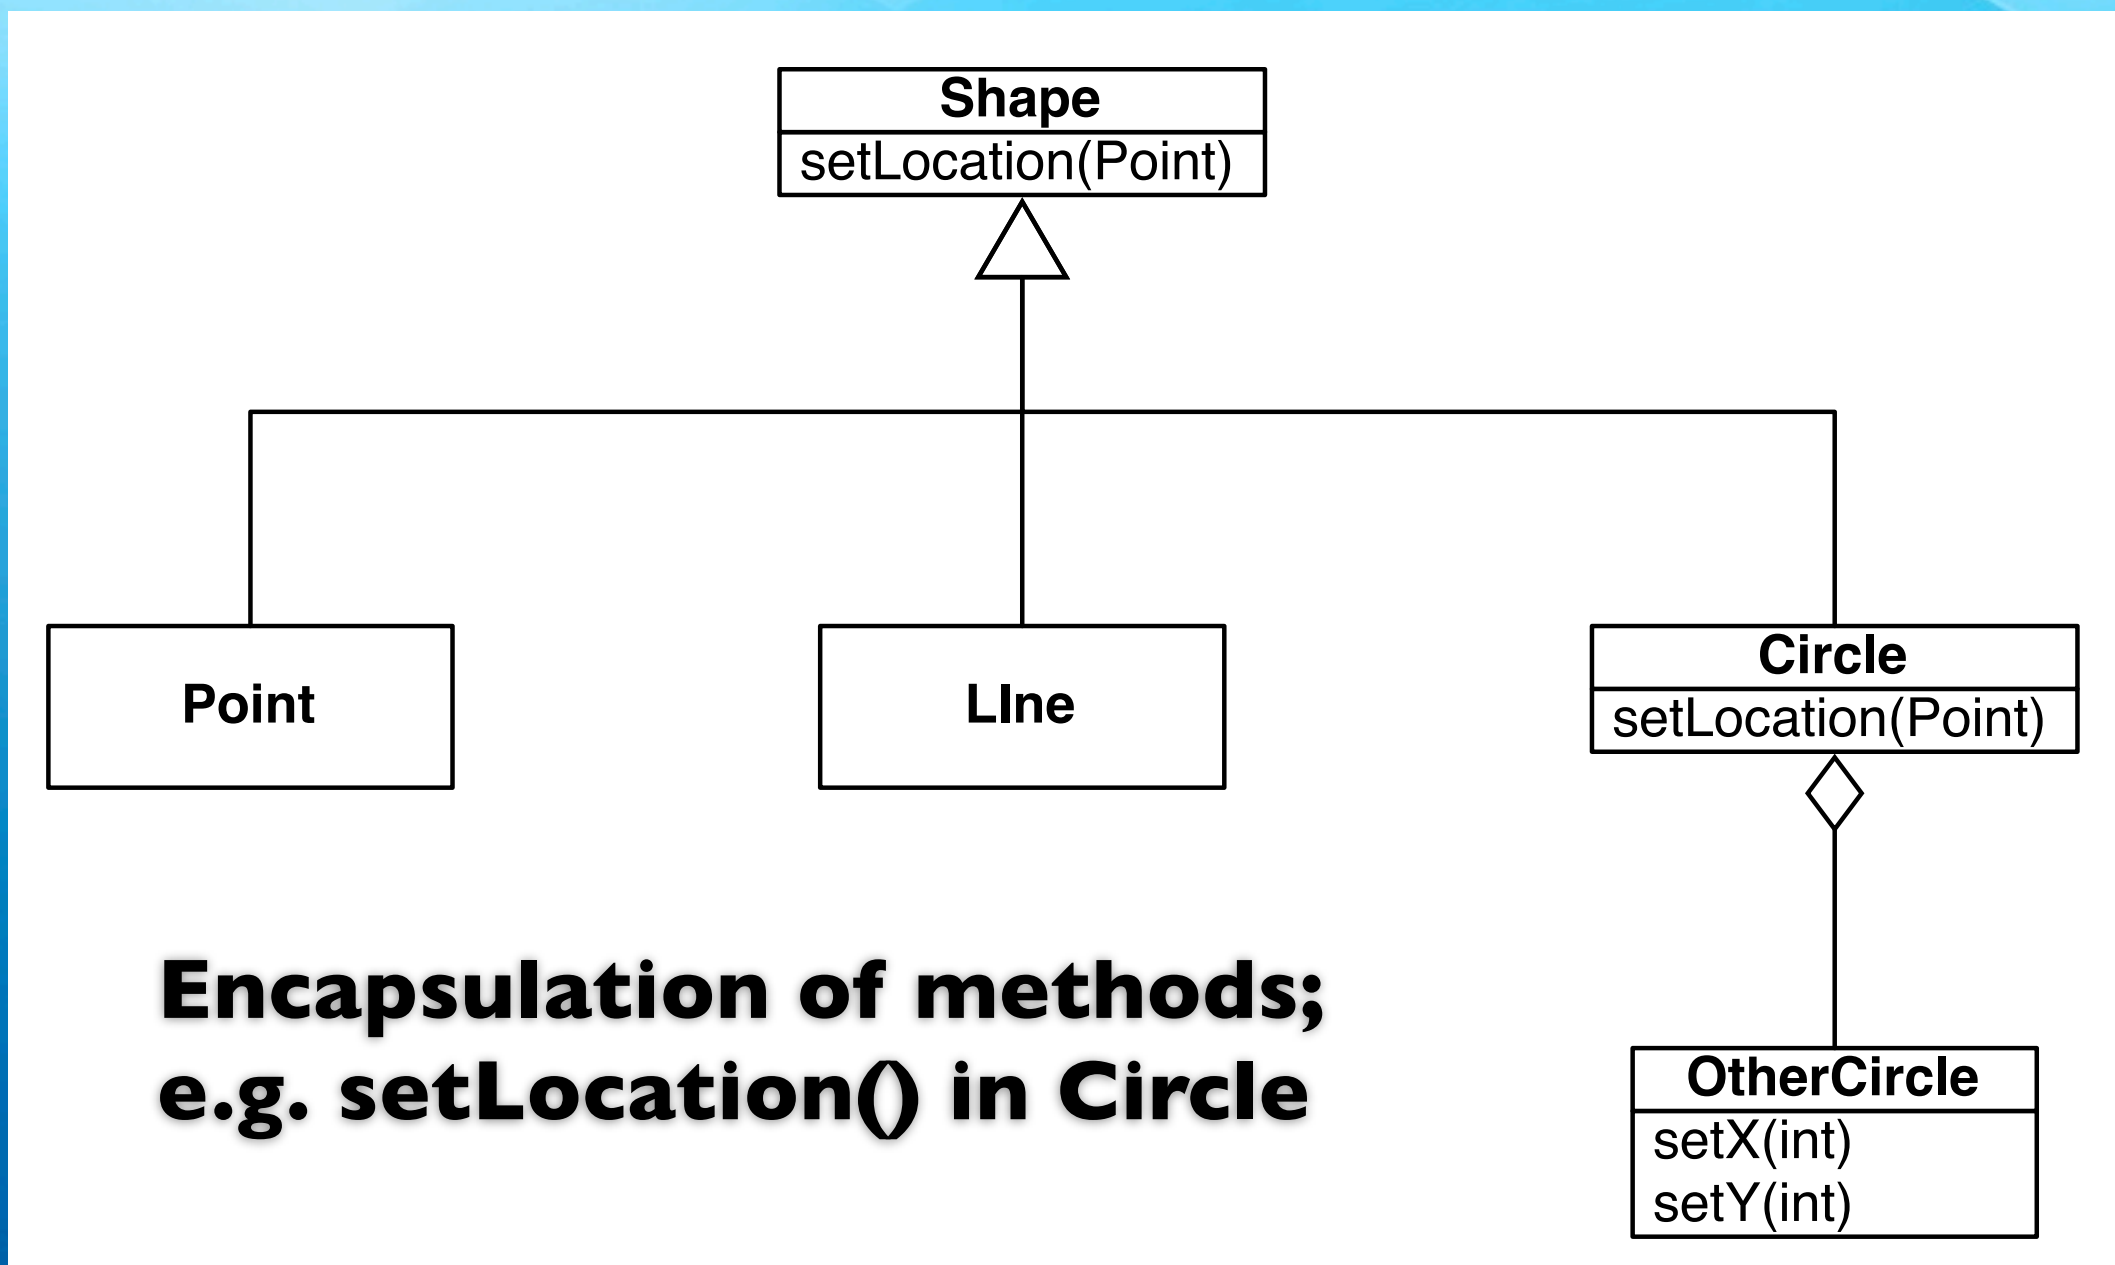 Shape
setLocation(Point)
Point
LIne
Circle
setLocation(Point)
Encapsulation of methods;
e.g. setLocation() in Circle
OtherCircle
setX(int)
setY(int)